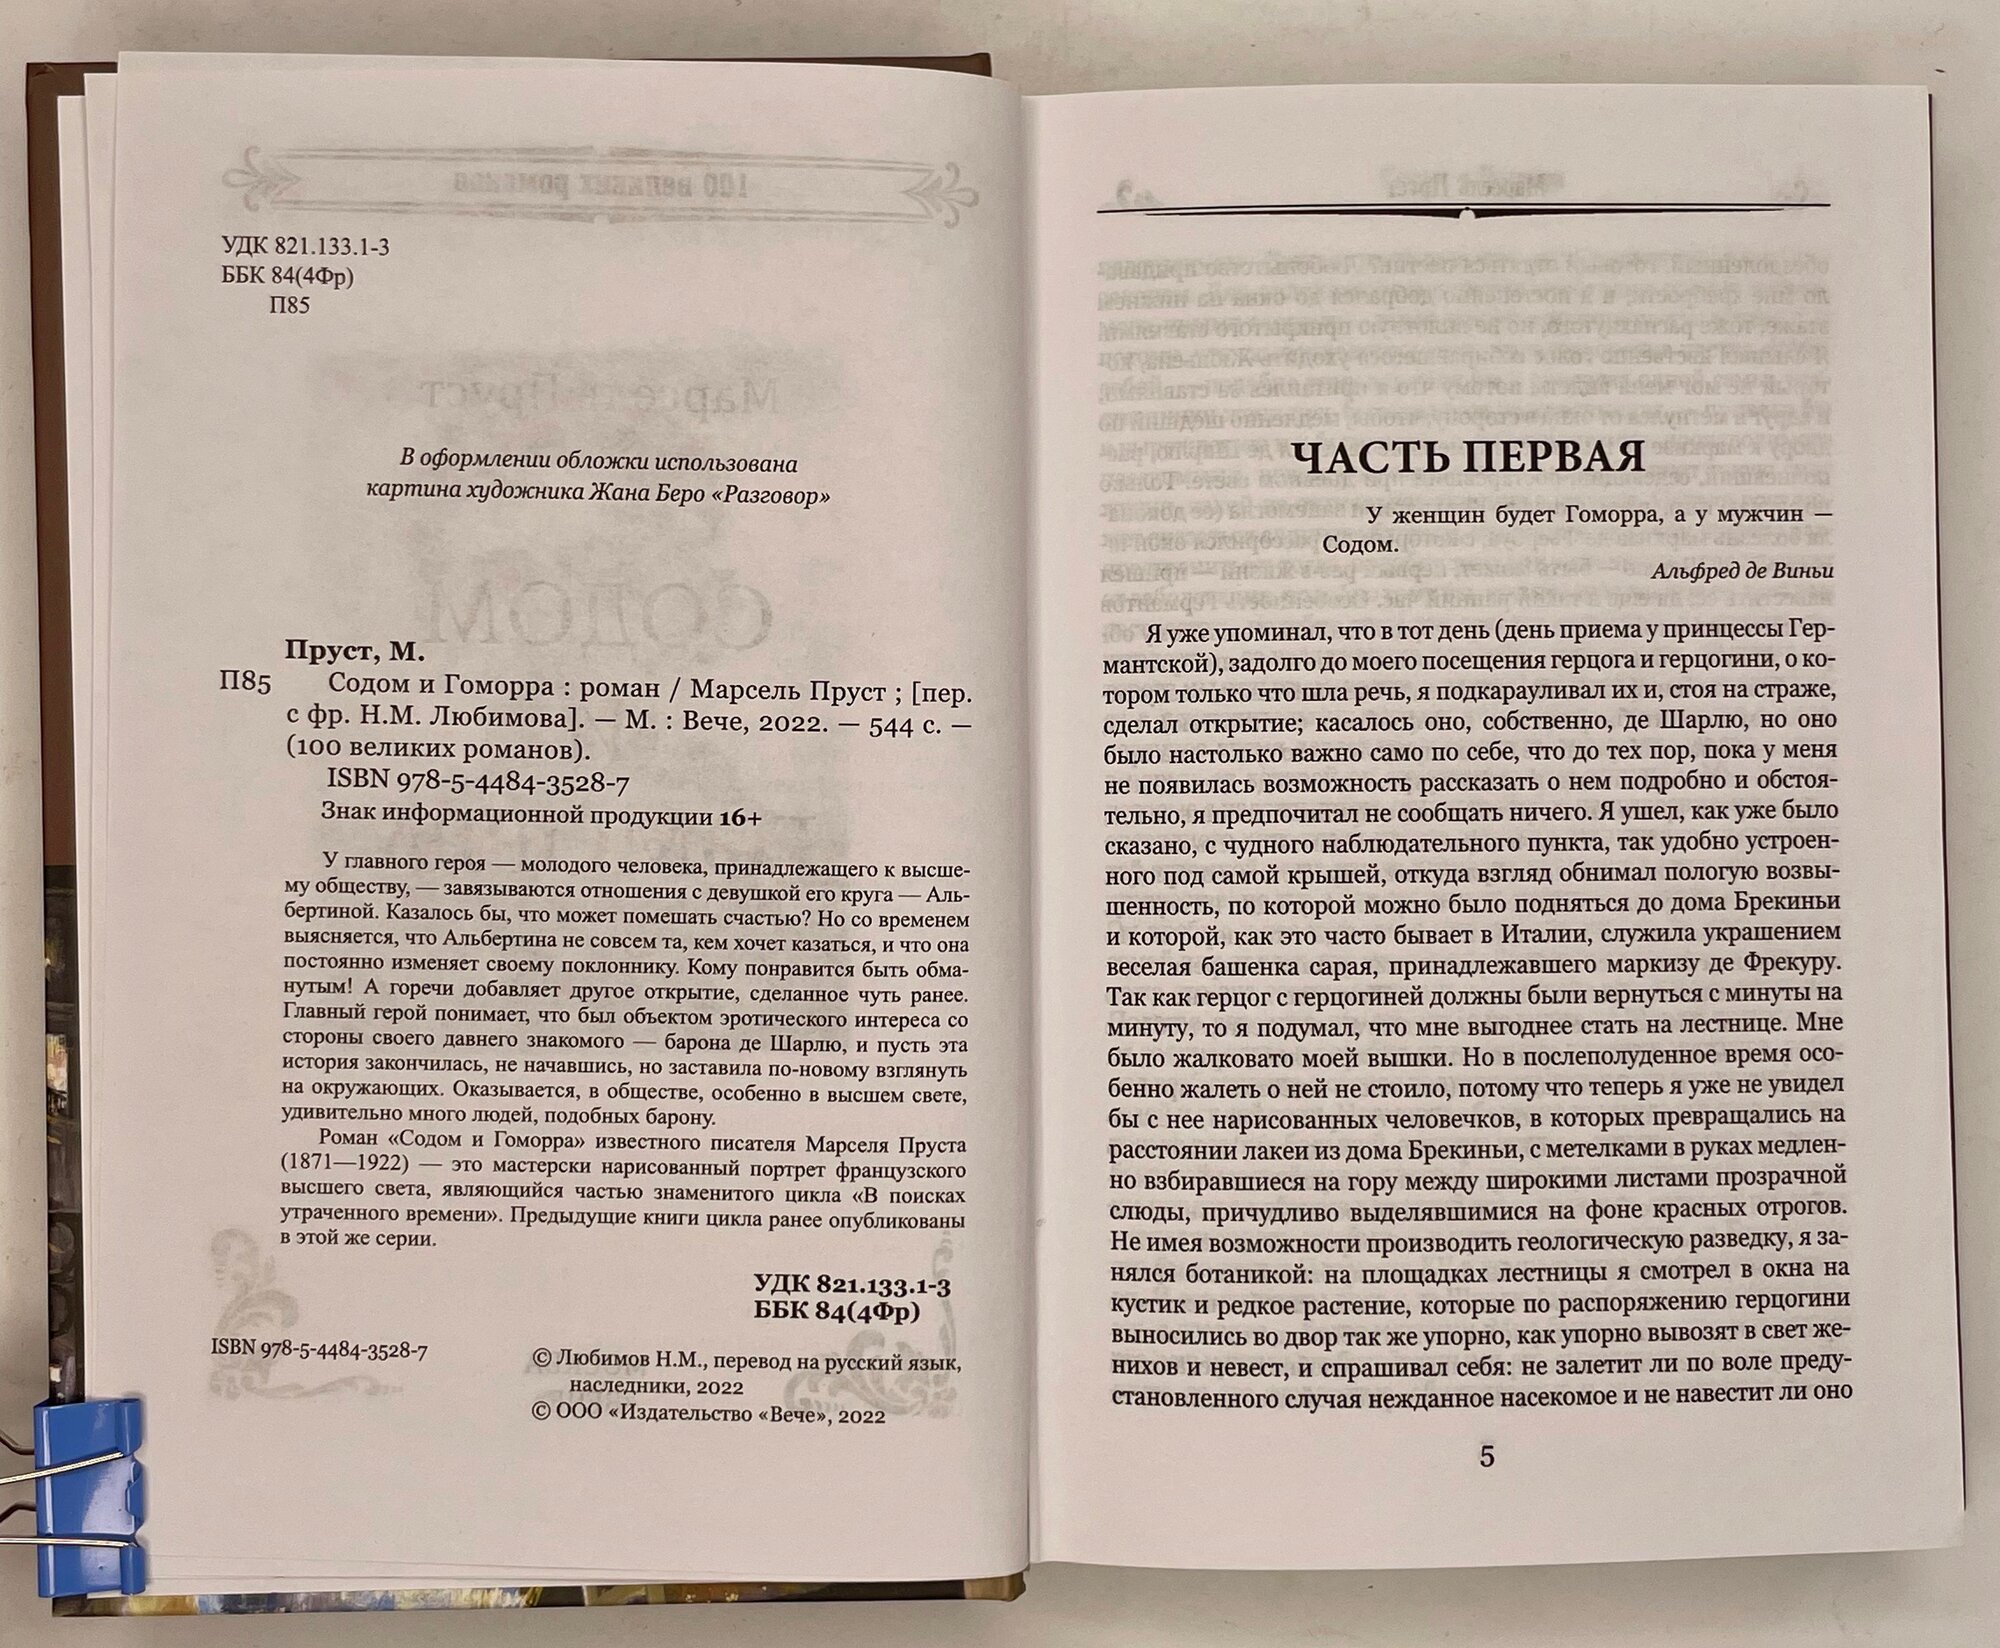 УДК 821.133.1-3
ББК 84(4Фр)
П85
В оформлении обложки использована
картина художника Жана Беро «Разговор»
Пруст, М.
П85 Содом и Гоморра : роман / Марсель Пруст ; [пер.
с фр. Н.М. Любимова]. — М. : Вече, 2022. — 544 с. —
(100 великих романов).
ISBN 978-5-4484-3528-7
Знак информационной продукции 16+
У главного героя — молодого человека, принадлежащего к высше-
му обществу, — завязываются отношения с девушкой его круга — Аль-
бертиной. Казалось бы, что может помешать счастью? Но со временем
выясняется, что Альбертина не совсем та, кем хочет казаться, и что она
постоянно изменяет своему поклоннику. Кому понравится быть обма-
нутым! А горечи добавляет другое открытие, сделанное чуть ранее.
Главный герой понимает, что был объектом эротического интереса со
стороны своего давнего знакомого — барона де Шарлю, и пусть эта
история закончилась, не начавшись, но заставила по-новому взглянуть
на окружающих. Оказывается, в обществе, особенно в высшем свете,
удивительно много людей, подобных барону.
Роман «Содом и Гоморра» известного писателя Марселя Пруста
(1871—1922) — это мастерски нарисованный портрет французского
высшего света, являющийся частью знаменитого цикла «В поисках
утраченного времени». Предыдущие книги цикла ранее опубликованы
в этой же серии.
УДК 821.133.1-3
ББК 84(4Фр)
ISBN 978-5-4484-3528-7
© Любимов Н.М., перевод на русский язык,
наследники, 2022
© ООО «Издательство «Вече», 2022
ЧАСТЬ ПЕРВАЯ
У женщин будет Гоморра, а у мужчин —
Содом.
Альфред де Виньи
Я уже упоминал, что в тот день (день приема у принцессы Гер-
мантской), задолго до моего посещения герцога и герцогини, о ко-
тором только что шла речь, я подкарауливал их и, стоя на страже,
сделал открытие; касалось оно, собственно, де Шарлю, но оно
было настолько важно само по себе, что до тех пор, пока у меня
не появилась возможность рассказать о нем подробно и обстоя-
тельно, я предпочитал не сообщать ничего. Я ушел, как уже было
сказано, с чудного наблюдательного пункта, так удобно устроен-
ного под самой крышей, откуда взгляд обнимал пологую возвы-
шенность, по которой можно было подняться до дома Брекиньи
и которой, как это часто бывает в Италии, служила украшением
веселая башенка сарая, принадлежавшего маркизу де Фрекуру.
Так как герцог с герцогиней должны были вернуться с минуты на
минуту, то я подумал, что мне выгоднее стать на лестнице. Мне
было жалковато моей вышки. Но в послеполуденное время осо-
бенно жалеть о ней не стоило, потому что теперь я уже не увидел
бы с нее нарисованных человечков, в которых превращались на
расстоянии лакеи из дома Брекиньи, с метелками в руках медлен-
но взбиравшиеся на гору между широкими листами прозрачной
слюды, причудливо выделявшимися на фоне красных отрогов.
Не имея возможности производить геологическую разведку, я за-
нялся ботаникой: на площадках лестницы я смотрел в окна на
кустик и редкое растение, которые по распоряжению герцогини
выносились во двор так же упорно, как упорно вывозят в свет же-
нихов и невест, и спрашивал себя: не залетит ли по воле преду-
становленного случая нежданное насекомое и не навестит ли оно
5